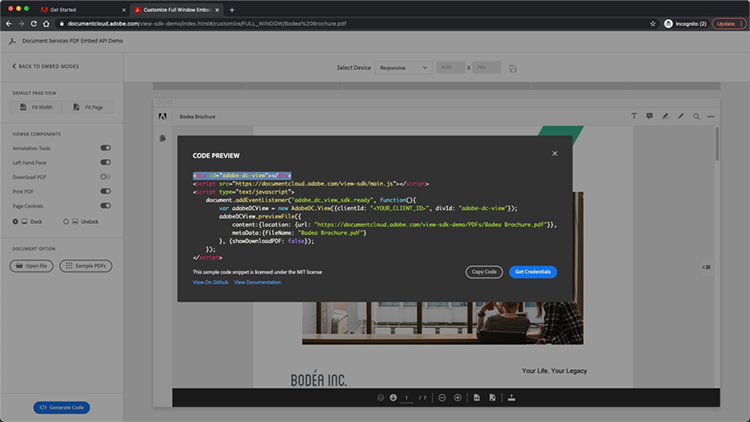 Get Started
Customize Full Window Embed
documentcloud.adobe.com/view-sdk-demo/index.html#/customize/FULL_WINDOW/Bodea%20Brochure.pdf
Incognito (2)
Update
Document Services PDF Embed API Demo
BACK TO EMBED MODES
Select Device
Responsive
x
DEFAULT PAGE VIEW
Fit Width
Fit Page
VIEWER COMPONENTS
Annotation Tools
Left Hand Pane
Download PDF
Print PDF
Page Controls
Dock
Undock
DOCUMENT OPTION
Open file
Sample PDFs
Generate Code
Bodea Brochure
CODE PREVIEW
<div id="adobe-dc-view"></div>
<script src="https://documentcloud.adobe.com/view-sdk/main.js"></script>
<script type="text/javascript">
document.addEventListener("adobe_dc_view_sdk.ready", function(){
var adobeDCView = new AdobeDC.View({clientId: "<YOUR_CLIENT_ID>", divId: "adobe-dc-view"});
adobeDCView.previewFile({
content:{location: {url: "https://documentcloud.adobe.com/view-sdk-demo/PDFs/Bodea Brochure.pdf"}},
metaData:{fileName: "Bodea Brochure.pdf"}
}, {showDownloadPDF: false});
});
</script>
This sample code snippet is licensed under the MIT license
View On Github
View Documentation
Copy Code
Get Credentials
BODÉA INC.
Your Life, Your Legacy
1 / 7